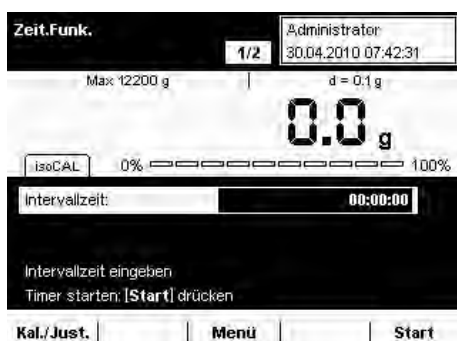 Zeit.Funk.
1/2
Administrator
30.04.2010 07:42:31
Max 12200 g
d = 0.1 g
0.0 g
isoCAL 0% 100%
Intervallzeit: 00:00:00
Intervallzeit eingeben
Timer starten: [Start] drücken
Kal./Just. Menü Start